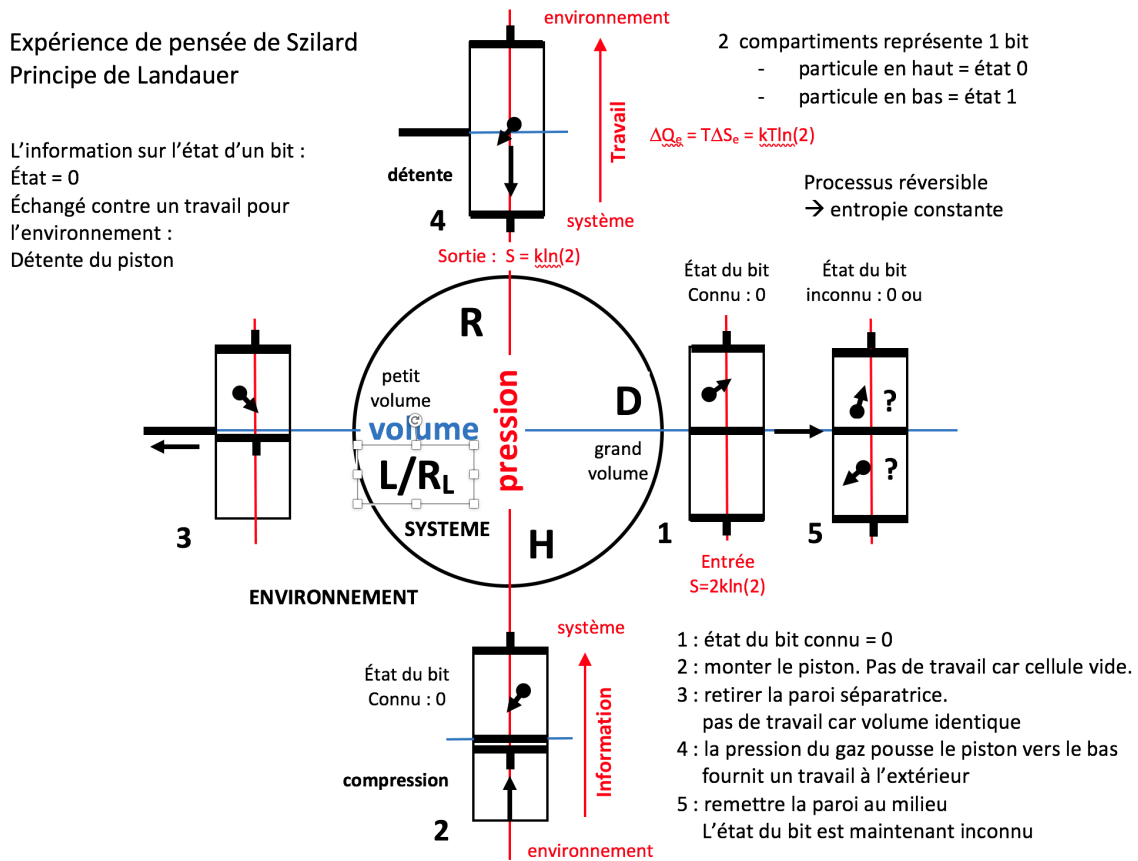 Expérience de pensée de Szilard
Principe de Landauer
L'information sur l'état d'un bit :
État = 0
Échangé contre un travail pour
l'environnement :
Détente du piston
environnement
Travail
système
détente
4
Sortie : S = kln(2)
2 compartiments représente 1 bit
- particule en haut = état 0
- particule en bas = état 1
ΔQe = TΔSe = kTln(2)
Processus réversible
→ entropie constante
État du bit
Connu : 0
État du bit
inconnu : 0 ou
R
petit
volume
volume
pression
D
grand
volume
L/RL
SYSTEME
H
3
1
5
?
?
Entrée
S=2kln(2)
ENVIRONNEMENT
système
État du bit
Connu : 0
Information
compression
2
environnement
1 : état du bit connu = 0
2 : monter le piston. Pas de travail car cellule vide.
3 : retirer la paroi séparatrice.
pas de travail car volume identique
4 : la pression du gaz pousse le piston vers le bas
fournit un travail à l'extérieur
5 : remettre la paroi au milieu
L'état du bit est maintenant inconnu